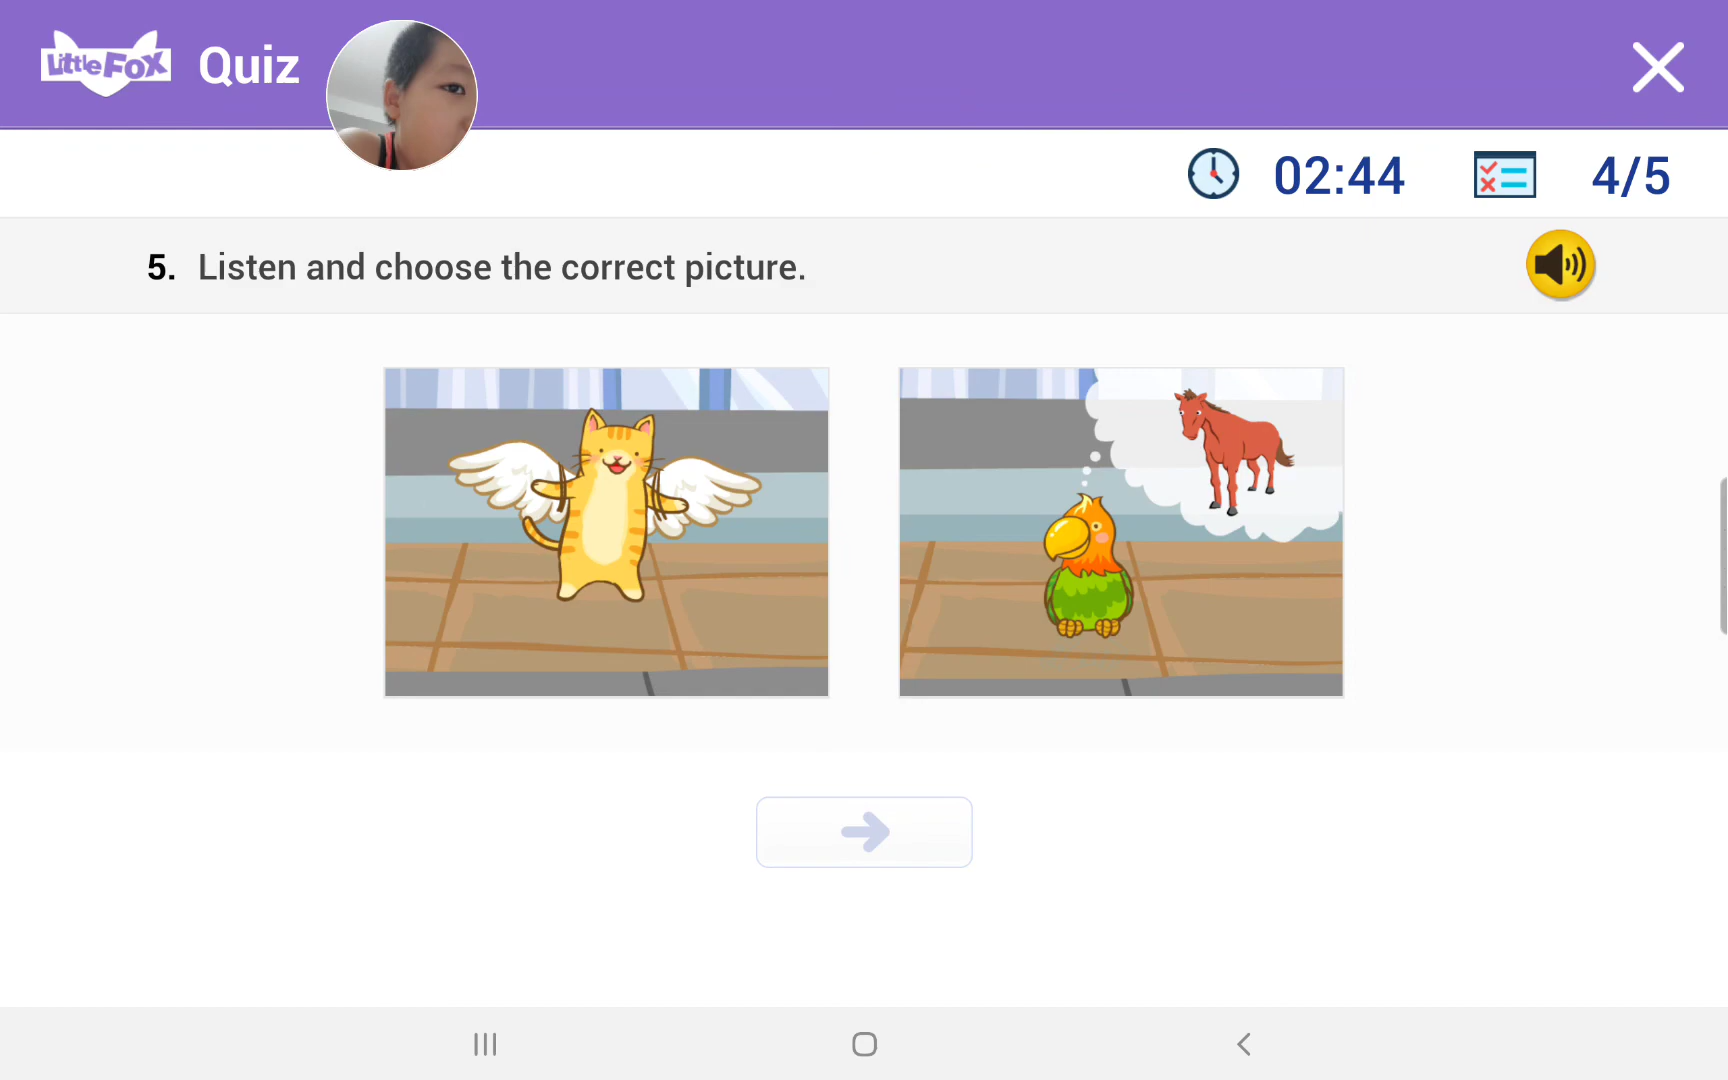 Little Fox
Quiz
02:44
4/5
5. Listen and choose the correct picture.